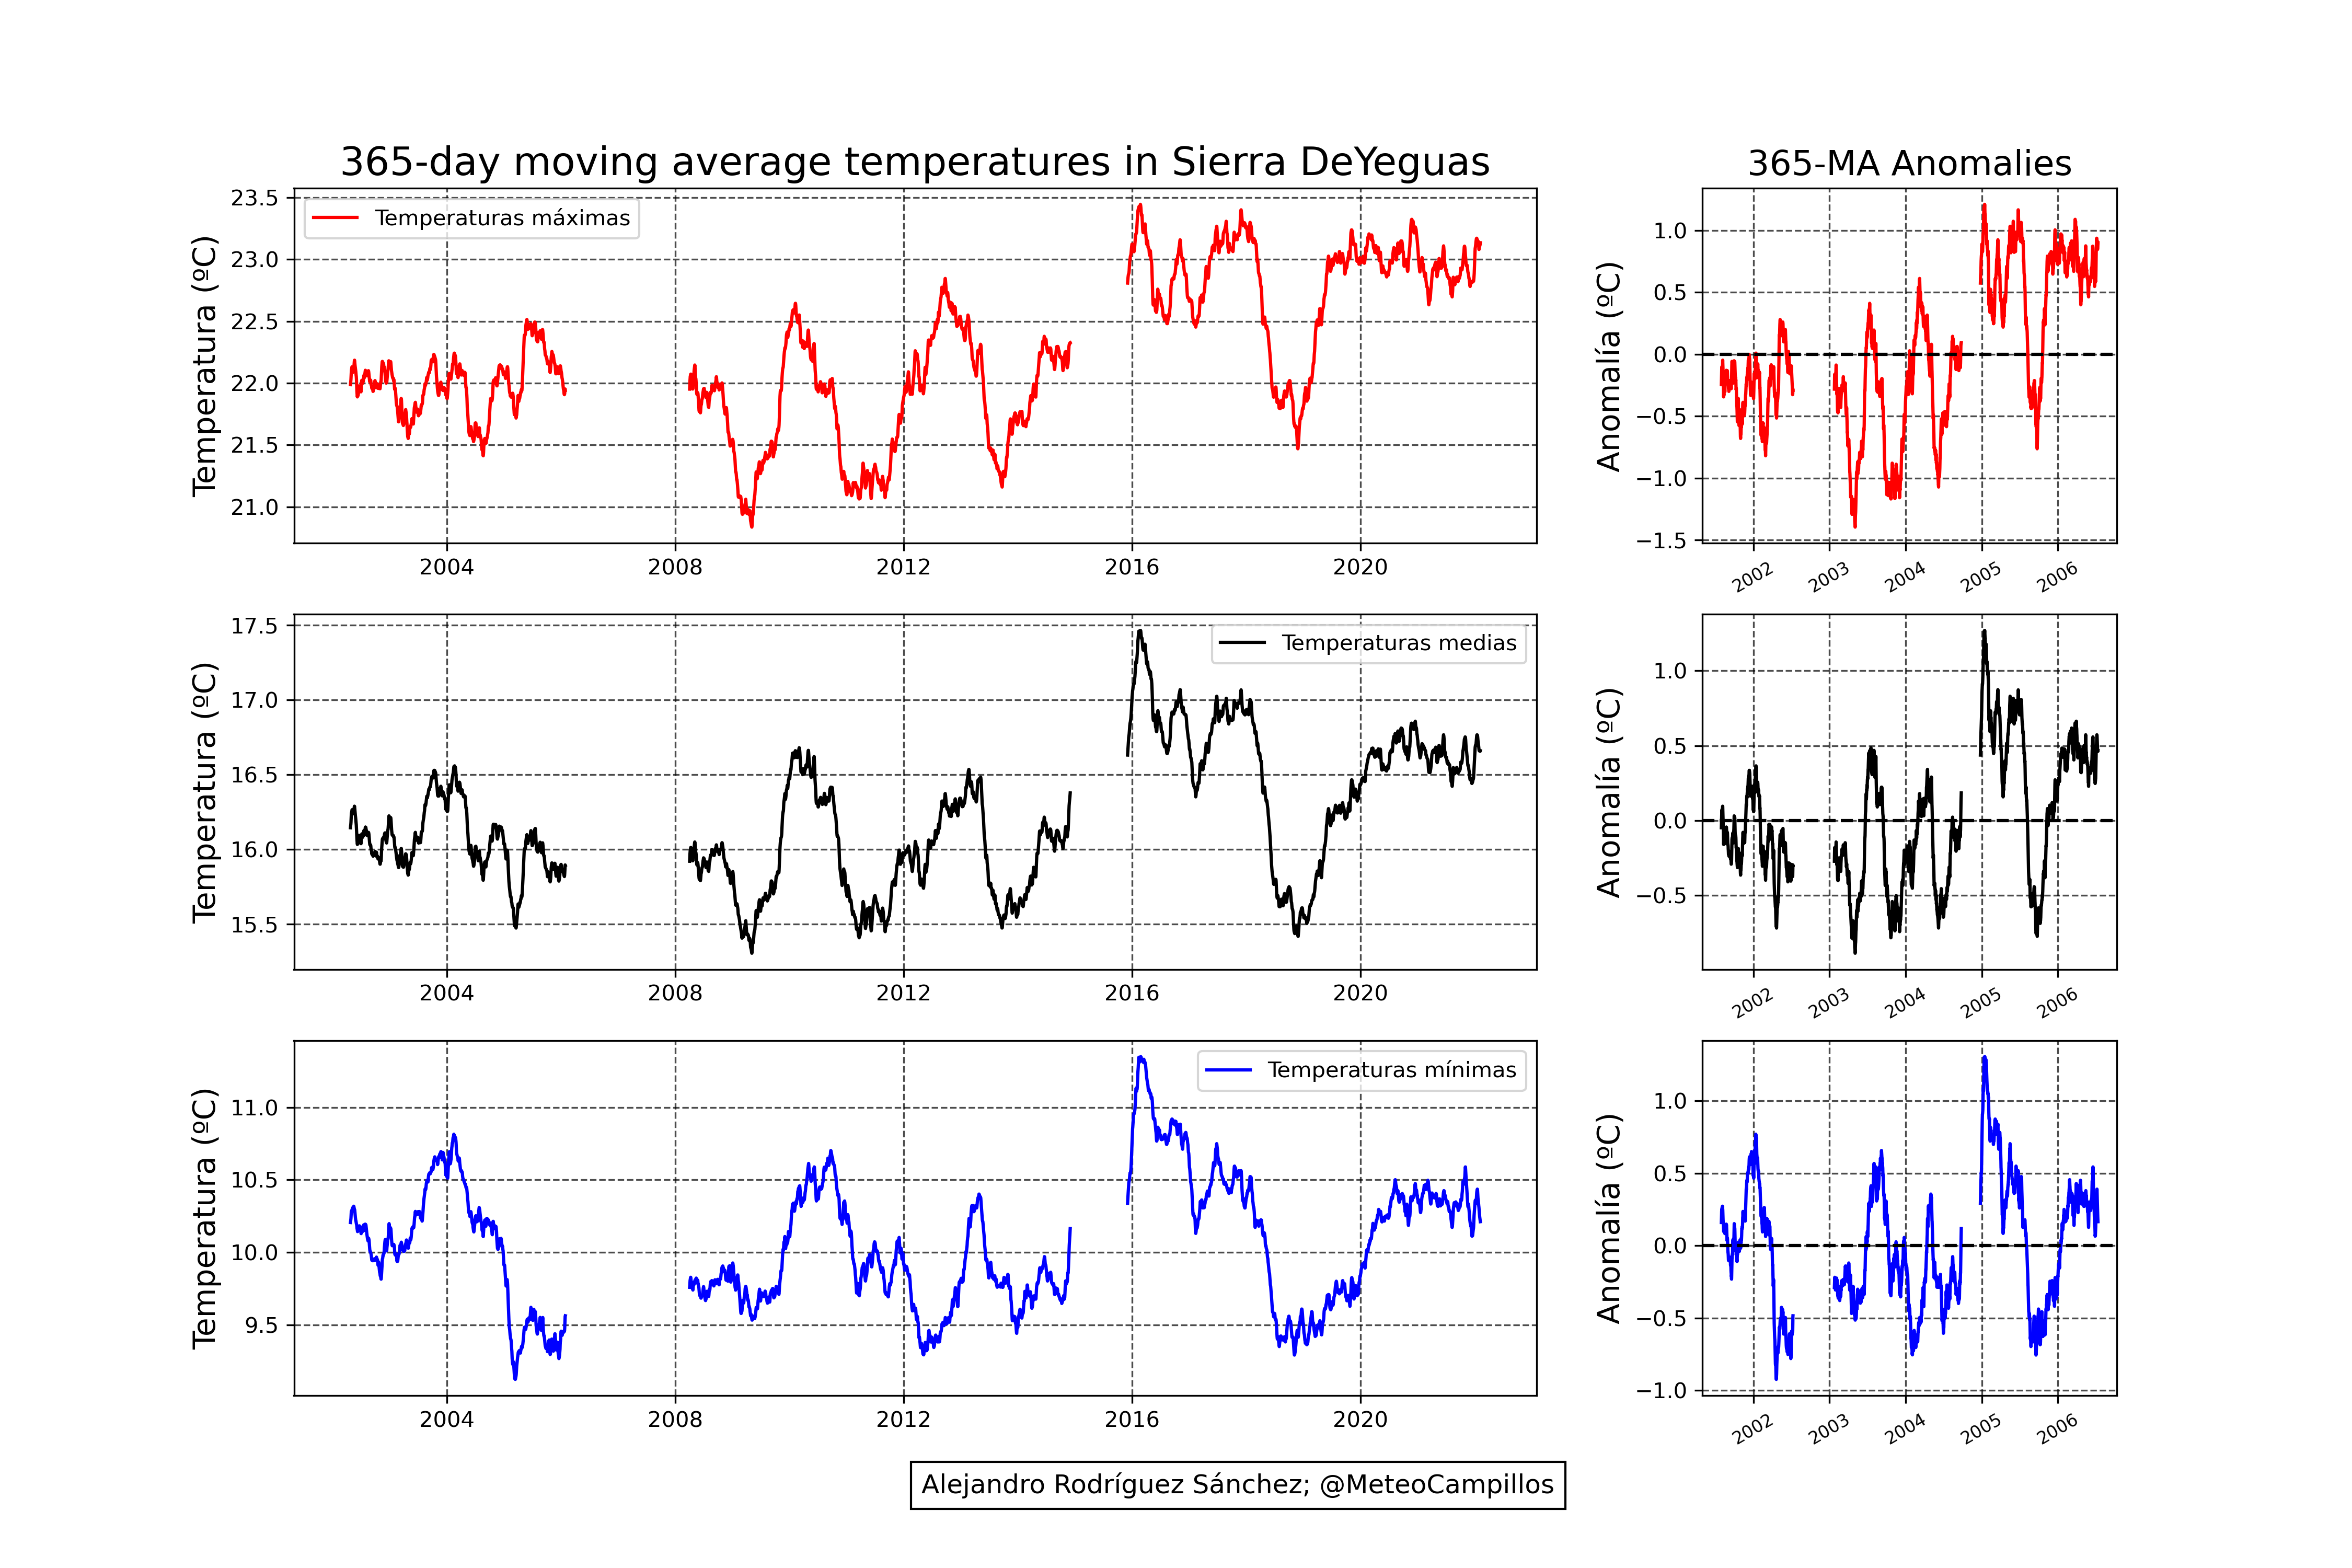 365-day moving average temperatures in Sierra DeYeguas
365-MA Anomalies
Temperatura (ºC)
23.5
23.0
22.5
22.0
21.5
21.0
Temperaturas máximas
2004 2008 2012 2016 2020
Anomalía (ºC)
1.0
0.5
0.0
−0.5
−1.0
−1.5
2002 2003 2004 2005 2006
Temperatura (ºC)
17.5
17.0
16.5
16.0
15.5
Temperaturas medias
2004 2008 2012 2016 2020
Anomalía (ºC)
1.0
0.5
0.0
−0.5
2002 2003 2004 2005 2006
Temperatura (ºC)
11.0
10.5
10.0
9.5
Temperaturas mínimas
2004 2008 2012 2016 2020
Anomalía (ºC)
1.0
0.5
0.0
−0.5
−1.0
2002 2003 2004 2005 2006
Alejandro Rodríguez Sánchez; @MeteoCampillos